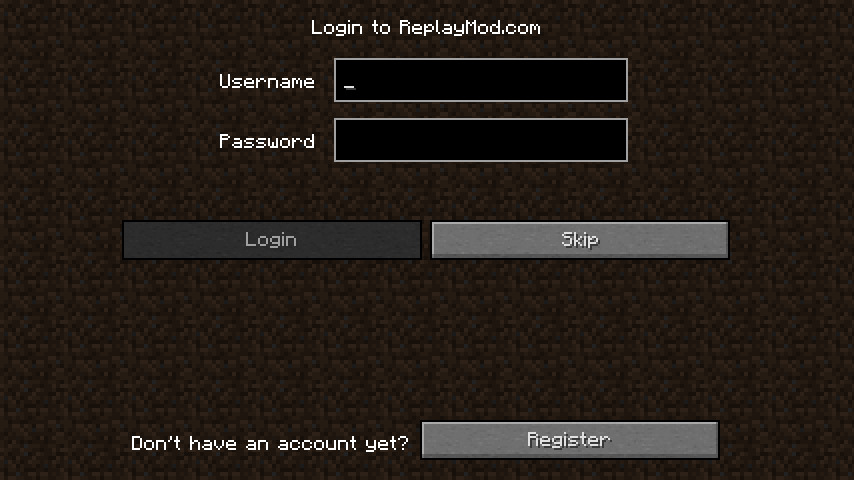 Login to ReplayMod.com
Username _
Password
Login Skip
Don't have an account yet? Register